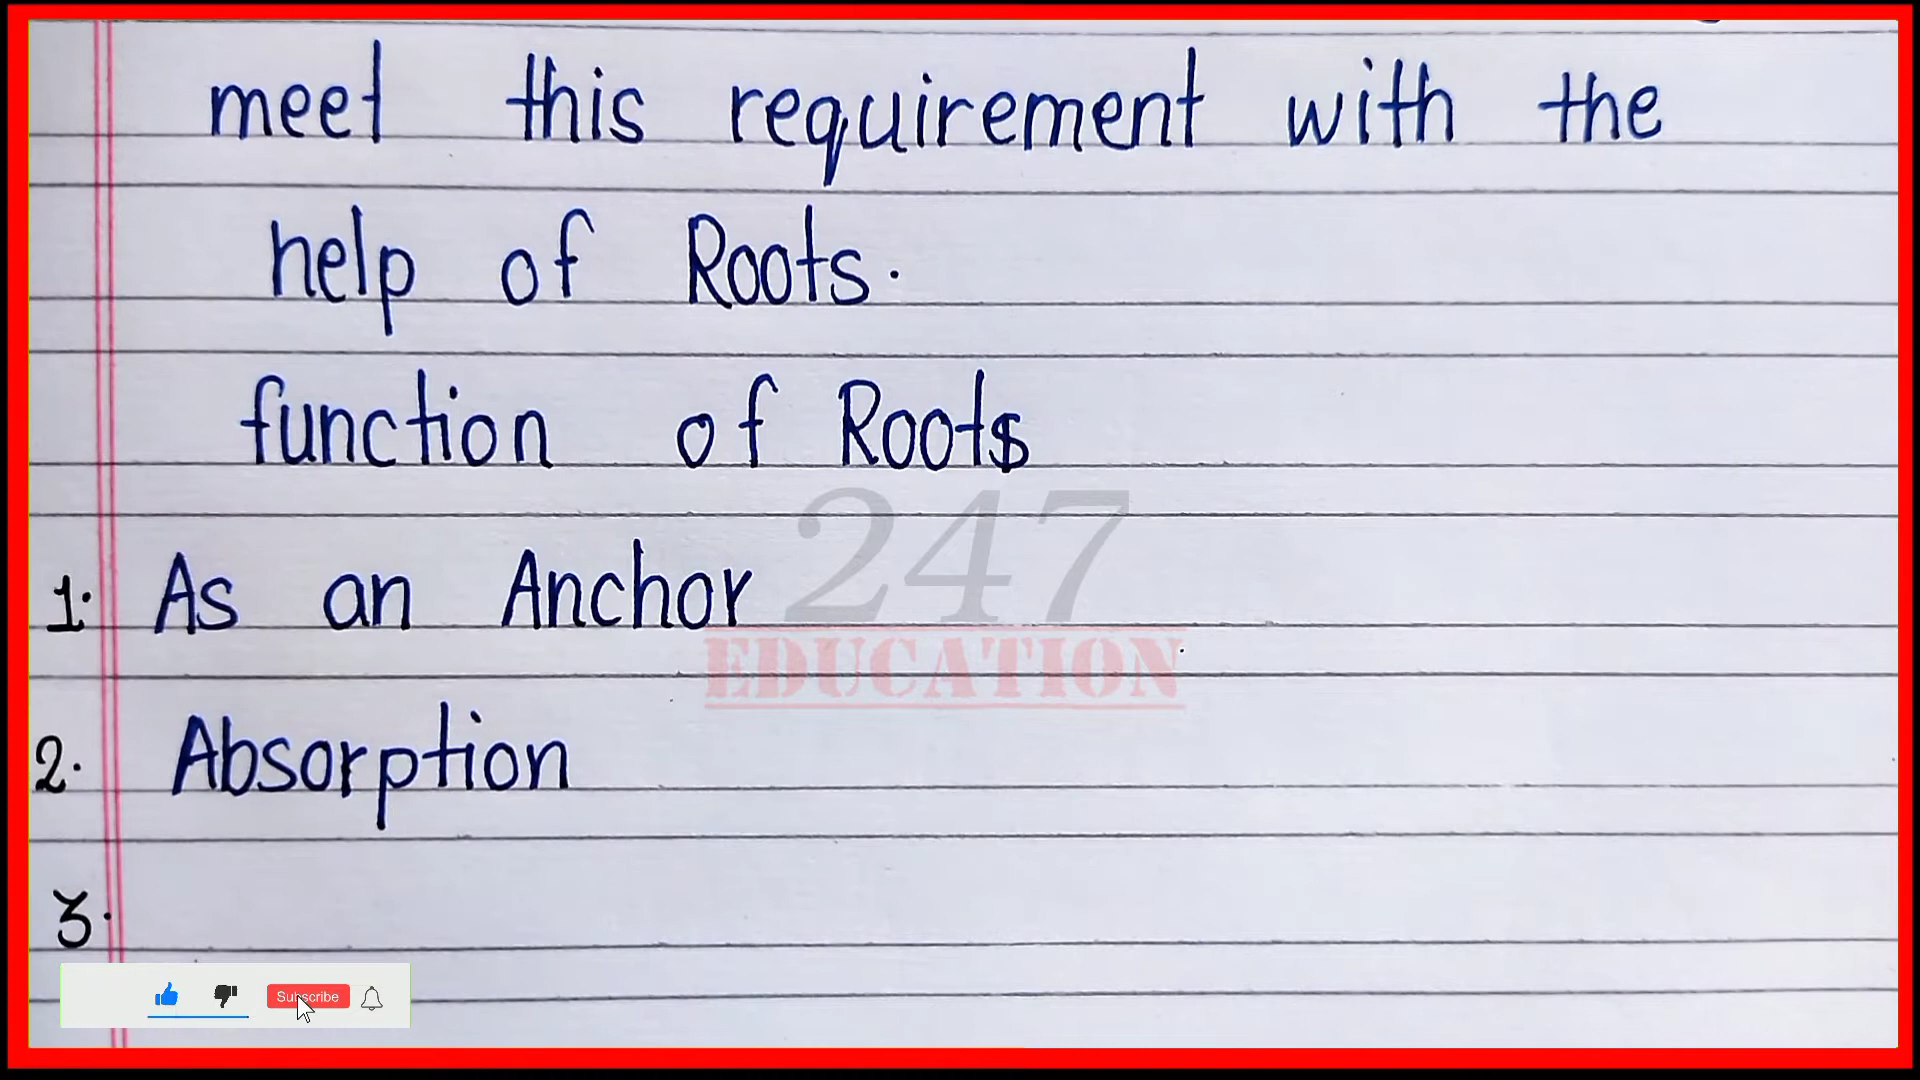 meet this requirement with the
help of Roots.
function of Roots
1. As an Anchor
247
EDUCATION
2. Absorption
3.
Subscribe